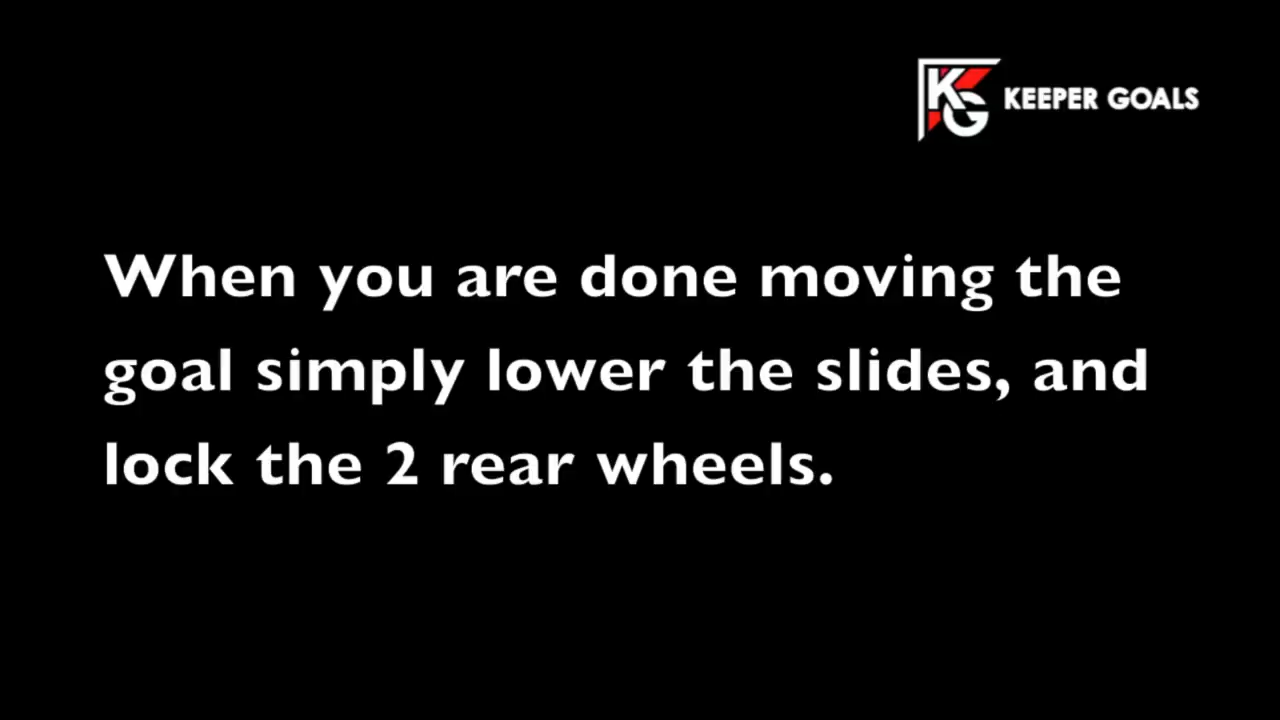 KG KEEPER GOALS
When you are done moving the
goal simply lower the slides, and
lock the 2 rear wheels.